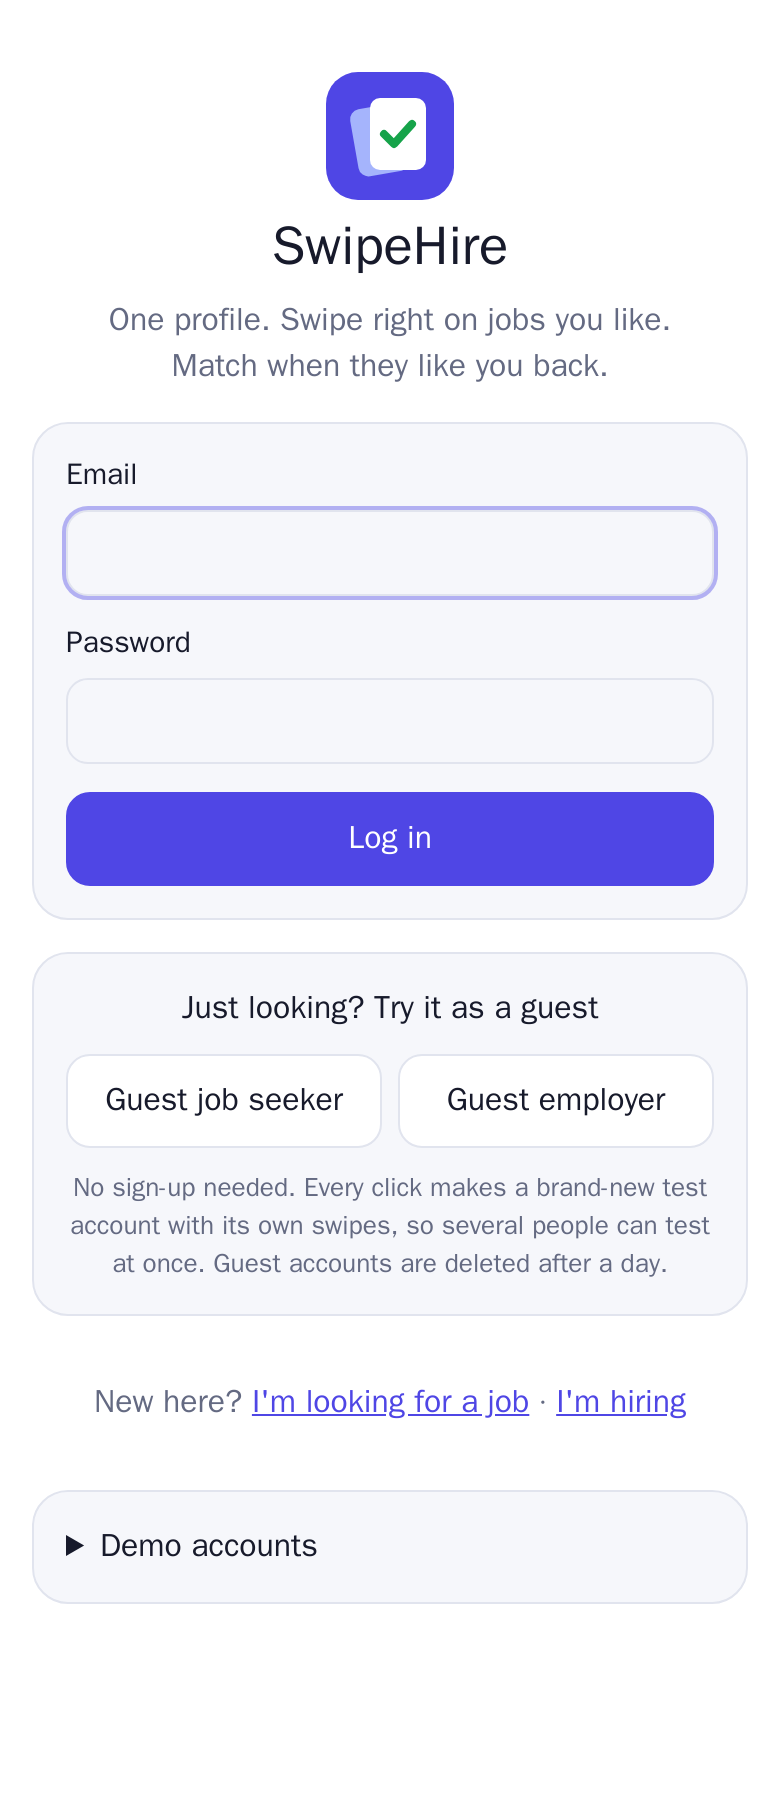 SwipeHire
One profile. Swipe right on jobs you like.
Match when they like you back.
Email
Password
Log in
Just looking? Try it as a guest
Guest job seeker
Guest employer
No sign-up needed. Every click makes a brand-new test
account with its own swipes, so several people can test
at once. Guest accounts are deleted after a day.
New here? I'm looking for a job · I'm hiring
Demo accounts